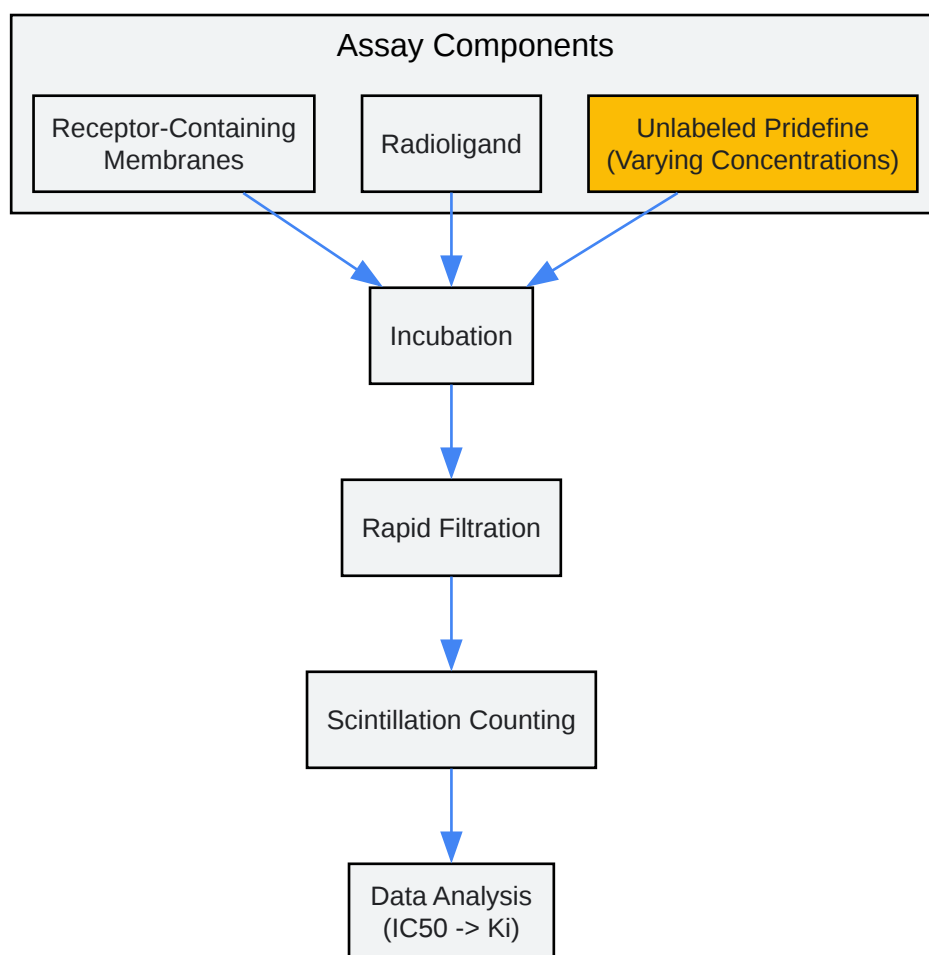 Assay Components
Receptor-Containing
Membranes
Radioligand
Unlabeled Pridefine
(Varying Concentrations)
Incubation
Rapid Filtration
Scintillation Counting
Data Analysis
(IC50 -> Ki)